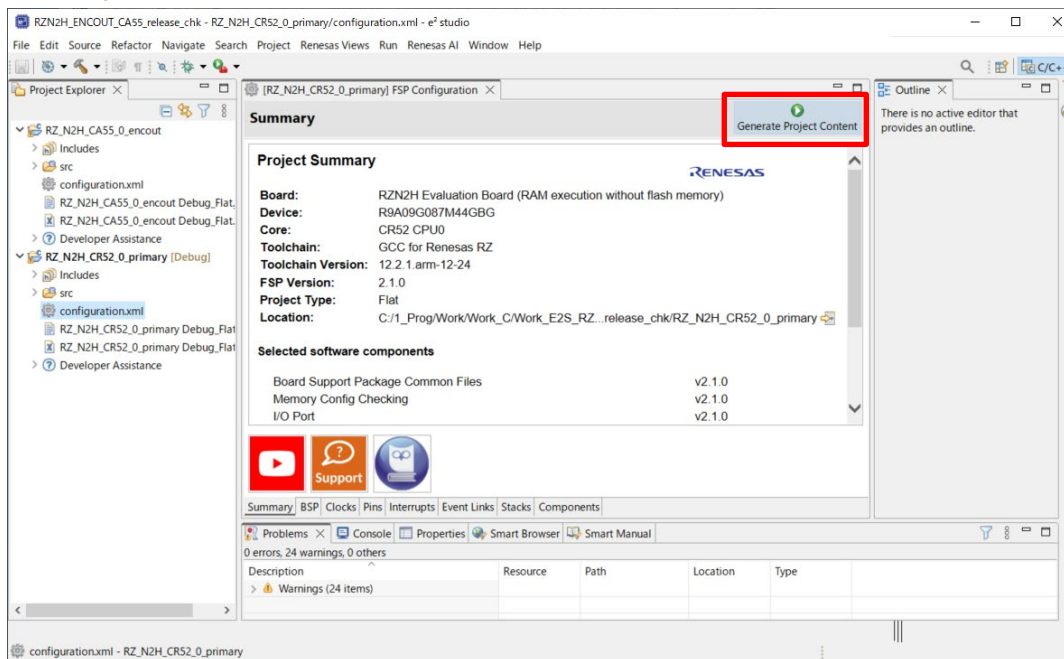 RZN2H_ENCOUT_CA55_release_chk - RZ_N2H_CR52_0_primary/configuration.xml - e² studio
File Edit Source Refactor Navigate Search Project Renesas Views Run Renesas AI Window Help
C/C+
Project Explorer
RZ_N2H_CA55_0_encout
Includes
src
configuration.xml
RZ_N2H_CA55_0_encout Debug_Flat.
RZ_N2H_CA55_0_encout Debug_Flat.
Developer Assistance
RZ_N2H_CR52_0_primary [Debug]
Includes
src
configuration.xml
RZ_N2H_CR52_0_primary Debug_Flat
RZ_N2H_CR52_0_primary Debug_Flat
Developer Assistance
[RZ_N2H_CR52_0_primary] FSP Configuration
Summary
Generate Project Content
Project Summary
RENESAS
Board: RZN2H Evaluation Board (RAM execution without flash memory)
Device: R9A09G087M44GBG
Core: CR52 CPU0
Toolchain: GCC for Renesas RZ
Toolchain Version: 12.2.1.arm-12-24
FSP Version: 2.1.0
Project Type: Flat
Location: C:/1_Prog/Work/Work_C/Work_E2S_RZ...release_chk/RZ_N2H_CR52_0_primary
Selected software components
Board Support Package Common Files v2.1.0
Memory Config Checking v2.1.0
I/O Port v2.1.0
Support
Summary BSP Clocks Pins Interrupts Event Links Stacks Components
Outline
There is no active editor that
provides an outline.
Problems Console Properties Smart Browser Smart Manual
0 errors, 24 warnings, 0 others
Description Resource Path Location Type
Warnings (24 items)
configuration.xml - RZ_N2H_CR52_0_primary